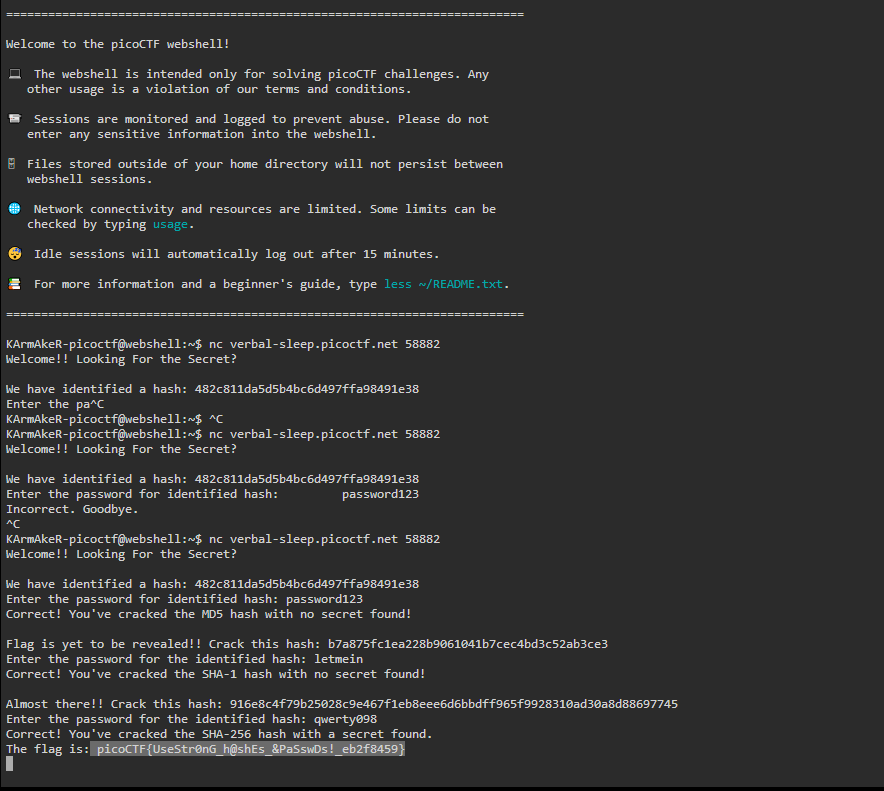 ==========================================================================
Welcome to the picoCTF webshell!
💻 The webshell is intended only for solving picoCTF challenges. Any
other usage is a violation of our terms and conditions.
📜 Sessions are monitored and logged to prevent abuse. Please do not
enter any sensitive information into the webshell.
🗄 Files stored outside of your home directory will not persist between
webshell sessions.
🌐 Network connectivity and resources are limited. Some limits can be
checked by typing usage.
😴 Idle sessions will automatically log out after 15 minutes.
📚 For more information and a beginner's guide, type less ~/README.txt.
==========================================================================
KArmAkeR-picoctf@webshell:~$ nc verbal-sleep.picoctf.net 58882
Welcome!! Looking For the Secret?
We have identified a hash: 482c811da5d5b4bc6d497ffa98491e38
Enter the pa^C
KArmAkeR-picoctf@webshell:~$ ^C
KArmAkeR-picoctf@webshell:~$ nc verbal-sleep.picoctf.net 58882
Welcome!! Looking For the Secret?
We have identified a hash: 482c811da5d5b4bc6d497ffa98491e38
Enter the password for identified hash:         password123
Incorrect. Goodbye.
^C
KArmAkeR-picoctf@webshell:~$ nc verbal-sleep.picoctf.net 58882
Welcome!! Looking For the Secret?
We have identified a hash: 482c811da5d5b4bc6d497ffa98491e38
Enter the password for identified hash: password123
Correct! You've cracked the MD5 hash with no secret found!
Flag is yet to be revealed!! Crack this hash: b7a875fc1ea228b9061041b7cec4bd3c52ab3ce3
Enter the password for the identified hash: letmein
Correct! You've cracked the SHA-1 hash with no secret found!
Almost there!! Crack this hash: 916e8c4f79b25028c9e467f1eb8eee6d6bbdff965f9928310ad30a8d88697745
Enter the password for the identified hash: qwerty098
Correct! You've cracked the SHA-256 hash with a secret found.
The flag is: picoCTF{UseStr0nG_h@shEs_&PaSswDs!_eb2f8459}